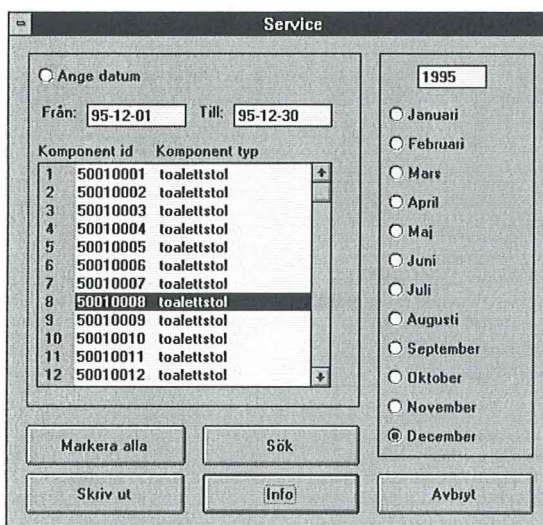 Service
Ange datum
Från: 95-12-01 Till: 95-12-30
Komponent id Komponent typ
1 50010001 toalettstol
2 50010002 toalettstol
3 50010003 toalettstol
4 50010004 toalettstol
5 50010005 toalettstol
6 50010006 toalettstol
7 50010007 toalettstol
8 50010008 toalettstol
9 50010009 toalettstol
10 50010010 toalettstol
11 50010011 toalettstol
12 50010012 toalettstol
Markera alla
Sök
Skriv ut
Info
1995
Januari
Februari
Mars
April
Maj
Juni
Juli
Augusti
September
Oktober
November
December
Avbryt